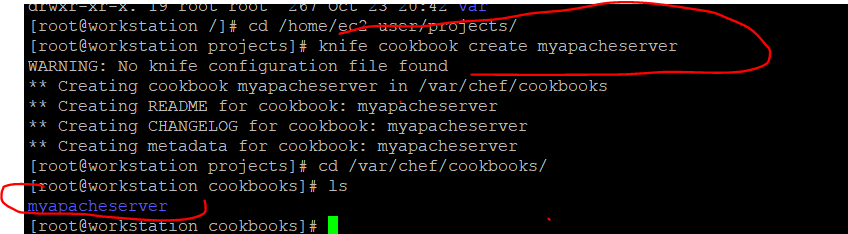 drwxr-xr-x. 19 root root 267 Oct 23 20:42 var
[root@workstation /]# cd /home/ec2-user/projects/
[root@workstation projects]# knife cookbook create myapacheserver
WARNING: No knife configuration file found
** Creating cookbook myapacheserver in /var/chef/cookbooks
** Creating README for cookbook: myapacheserver
** Creating CHANGELOG for cookbook: myapacheserver
** Creating metadata for cookbook: myapacheserver
[root@workstation projects]# cd /var/chef/cookbooks/
[root@workstation cookbooks]# ls
myapacheserver
[root@workstation cookbooks]#